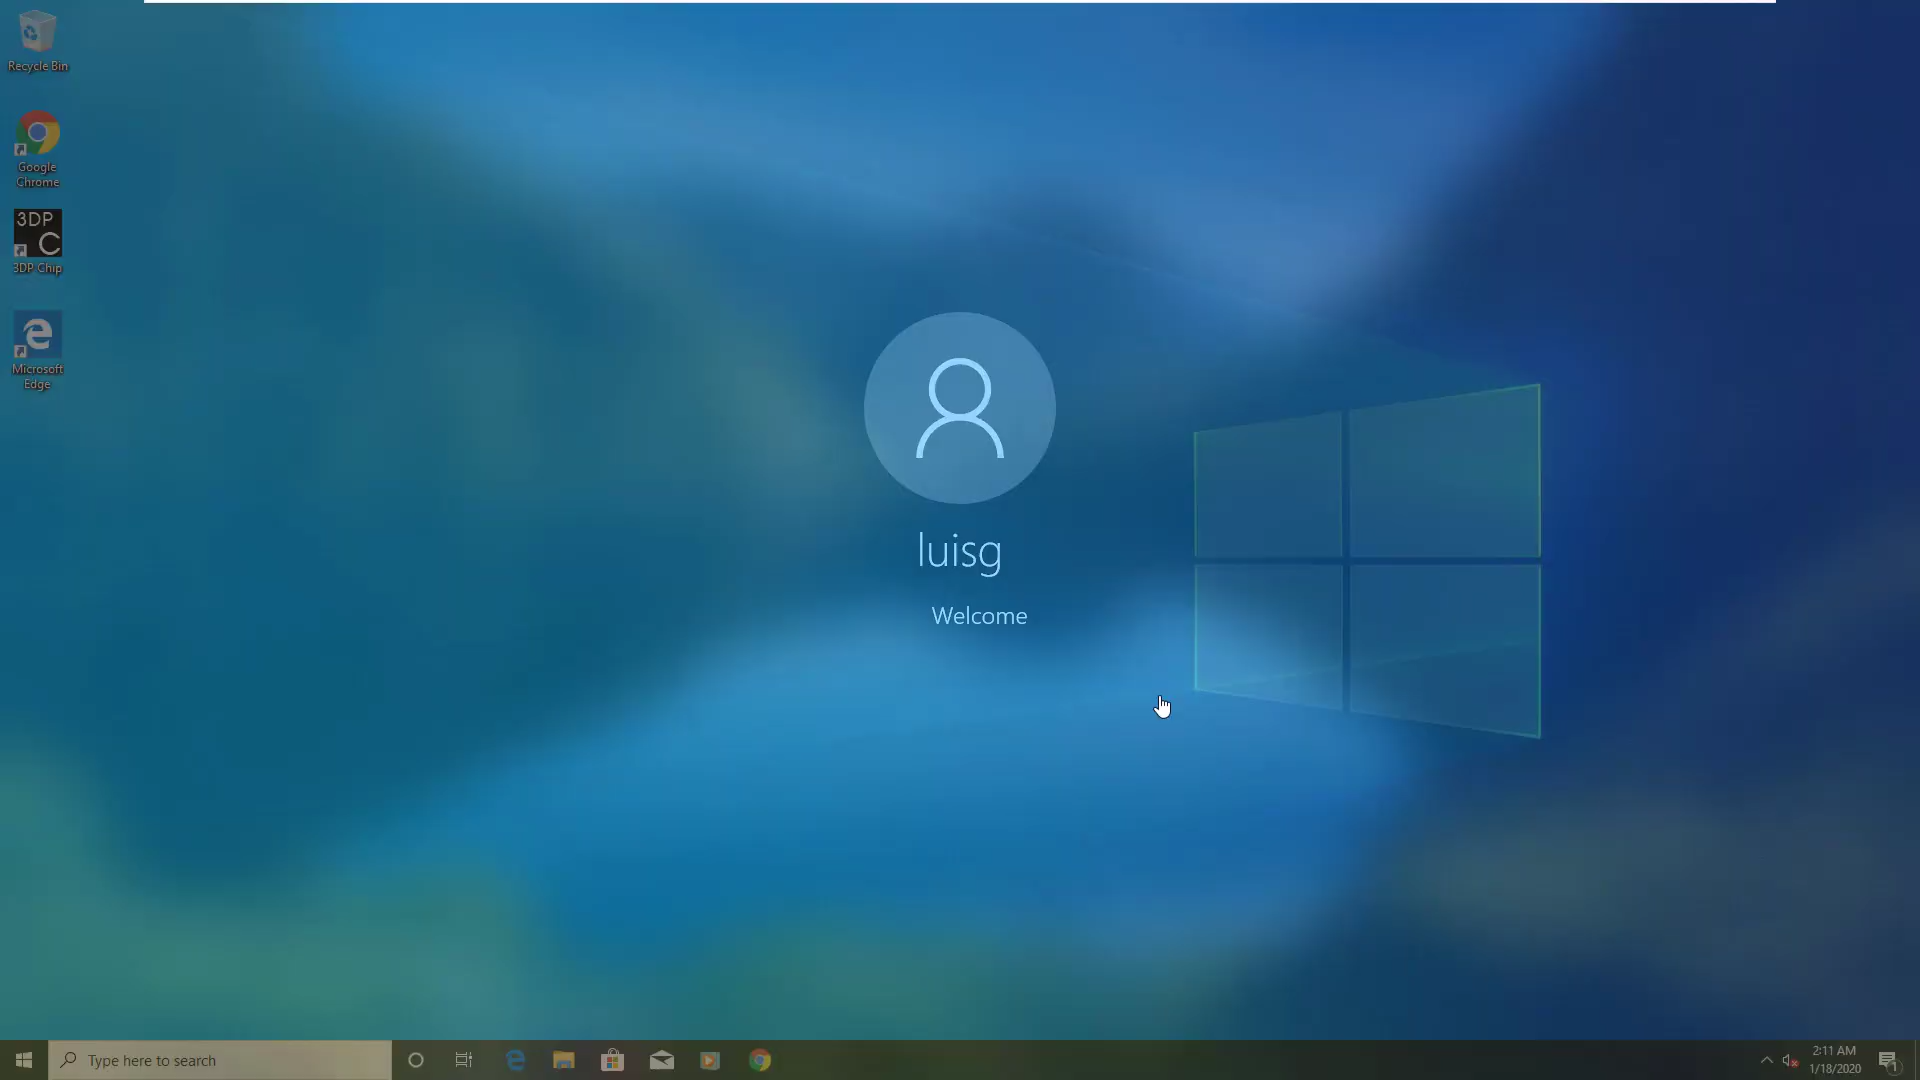 Recycle Bin
Google
Chrome
3DP
C
3DP Chip
Microsoft
Edge
luisg
Welcome
Type here to search
2:11 AM
1/18/2020
1